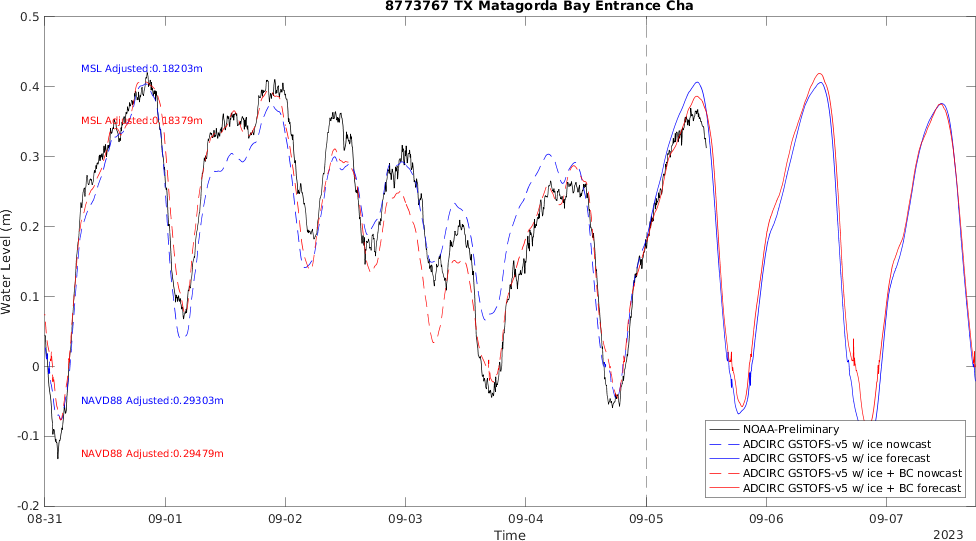 8773767 TX Matagorda Bay Entrance Cha
0.5
0.4
0.3
0.2
0.1
0
-0.1
-0.2
Water Level (m)
MSL Adjusted:0.18203m
MSL Adjusted:0.18379m
NAVD88 Adjusted:0.29303m
NAVD88 Adjusted:0.29479m
NOAA-Preliminary
ADCIRC GSTOFS-v5 w/ ice nowcast
ADCIRC GSTOFS-v5 w/ ice forecast
ADCIRC GSTOFS-v5 w/ ice + BC nowcast
ADCIRC GSTOFS-v5 w/ ice + BC forecast
08-31 09-01 09-02 09-03 09-04 09-05 09-06 09-07
Time
2023